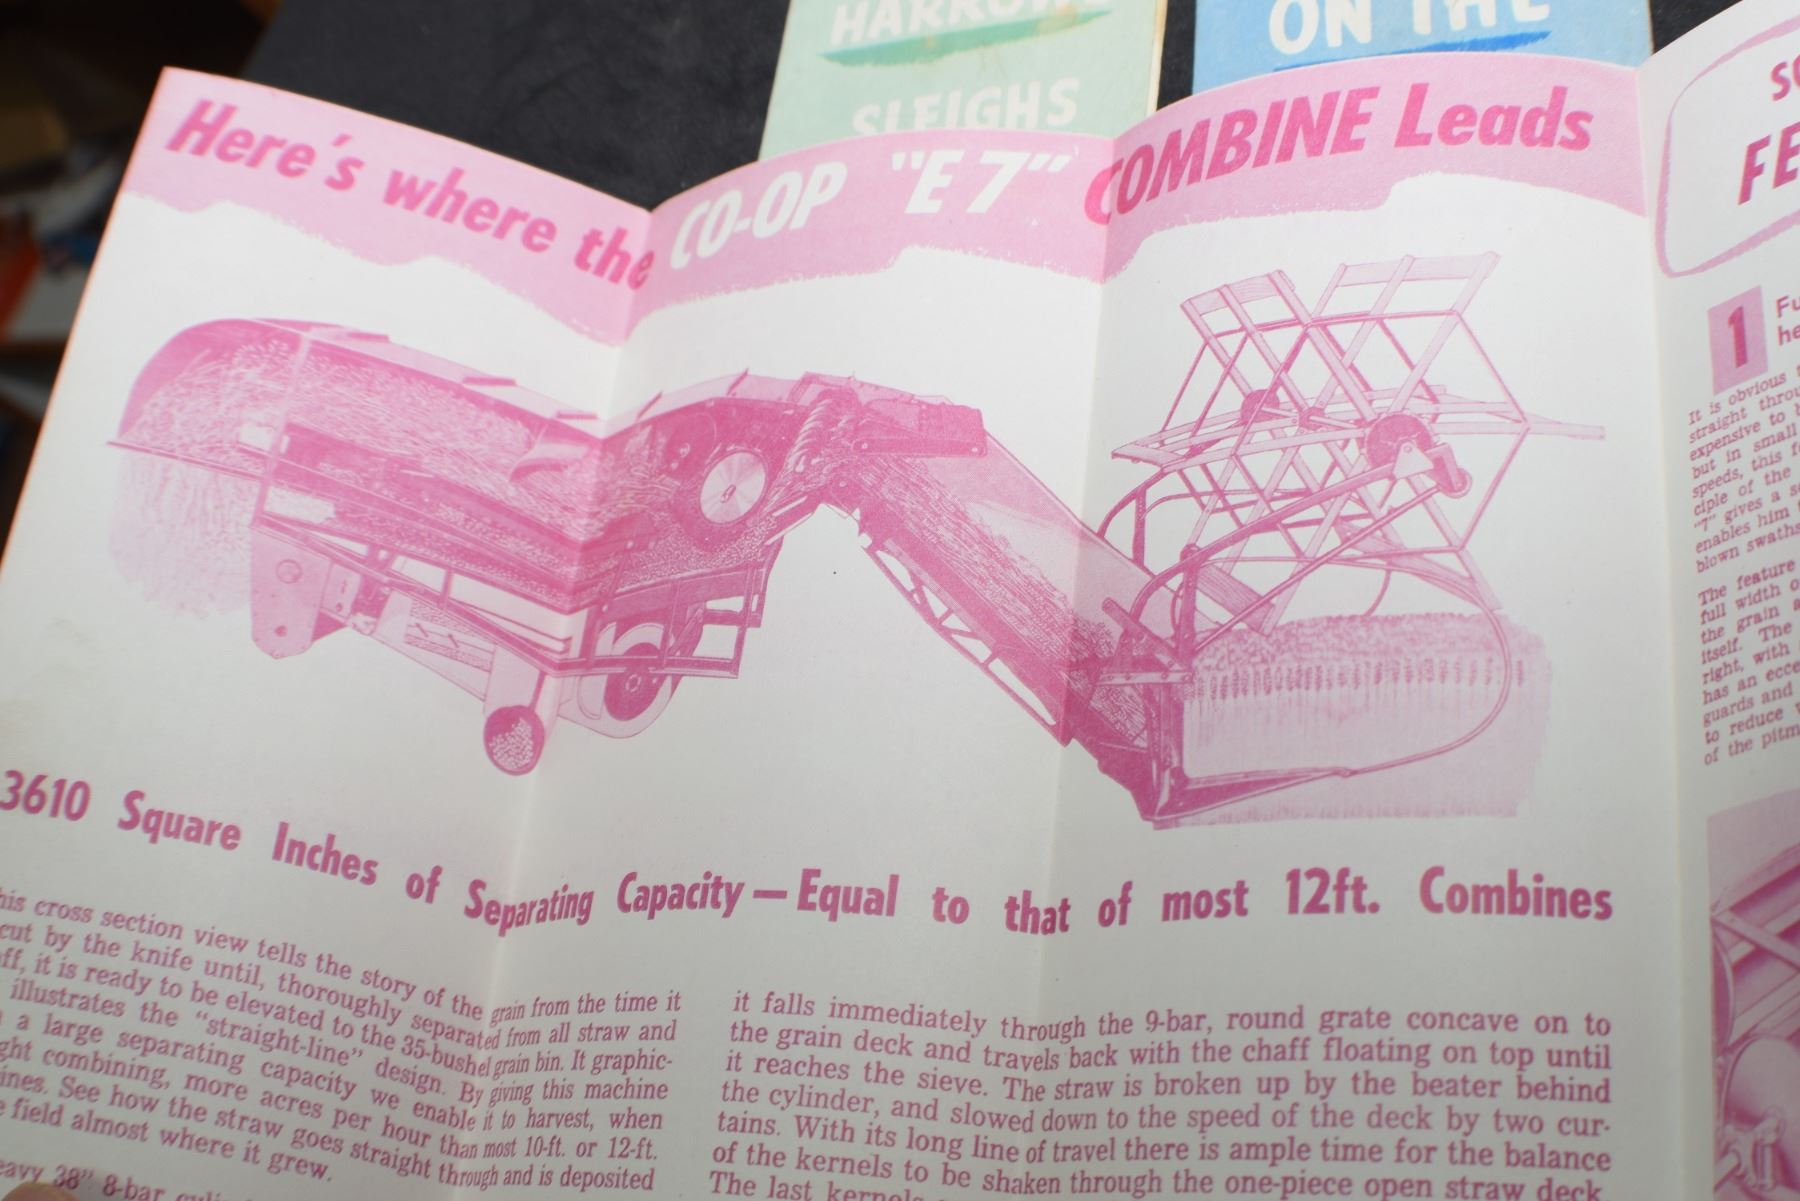 HARROWS
SLEIGHS
ON THE
Here's where the CO-OP "E 7" COMBINE Leads
3610 Square Inches of Separating Capacity — Equal to that of most 12ft. Combines
cross section view tells the story of the grain from the time it
cut by the knife until, thoroughly separated from all straw and
it is ready to be elevated to the 35-bushel grain bin. It graphic-
illustrates the "straight-line" design. By giving this machine
a large separating capacity we enable it to harvest, when
combining, more acres per hour than most 10-ft. or 12-ft.
See how the straw goes straight through and is deposited
field almost where it grew.
38" 8-bar
it falls immediately through the 9-bar, round grate concave on to
the grain deck and travels back with the chaff floating on top until
it reaches the sieve. The straw is broken up by the beater behind
the cylinder, and slowed down to the speed of the deck by two cur-
tains. With its long line of travel there is ample time for the balance
of the kernels to be shaken through the one-piece open straw deck.
The last kernels
1
It is obvious
straight
expensive to
but in small
speeds, this
ciple of the
"7" gives a
enables him
blown swaths
The feature
full width
the grain
itself. The
right, with
has an
guards and
to reduce
of the